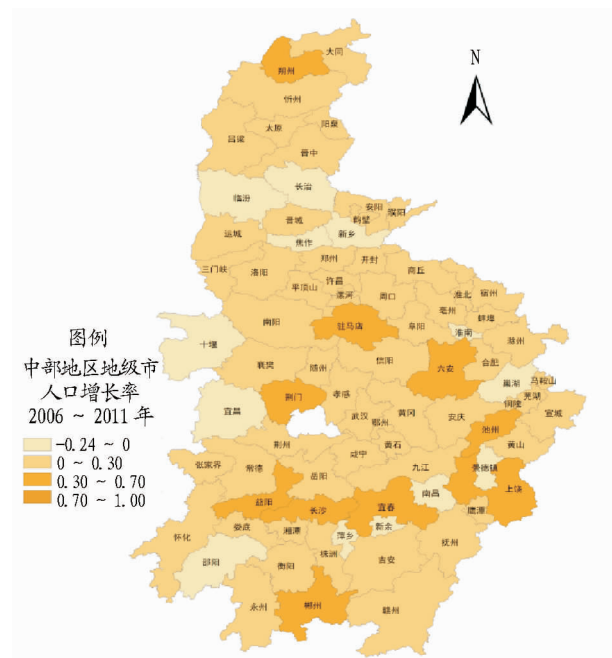 N
大同
朔州
忻州
阳泉
太原
吕梁
晋中
长治
临汾
安阳
濮阳
鹤壁
晋城
新乡
运城
焦作
郑州
开封
三门峡
洛阳
商丘
许昌
平顶山
漯河
周口
淮北
宿州
亳州
蚌埠
南阳
驻马店
阜阳
淮南
滁州
十堰
信阳
六安
合肥
襄樊
随州
巢湖
马鞍山
芜湖
荆门
孝感
铜陵
宣城
宜昌
武汉
黄冈
安庆
鄂州
池州
荆州
黄石
黄山
咸宁
张家界
常德
岳阳
九江
景德镇
南昌
上饶
益阳
长沙
宜春
鹰潭
娄底
湘潭
新余
怀化
萍乡
抚州
株洲
邵阳
衡阳
吉安
永州
郴州
赣州
图例
中部地区地级市
人口增长率
2006 ~ 2011 年
-0.24 ~ 0
0 ~ 0.30
0.30 ~ 0.70
0.70 ~ 1.00